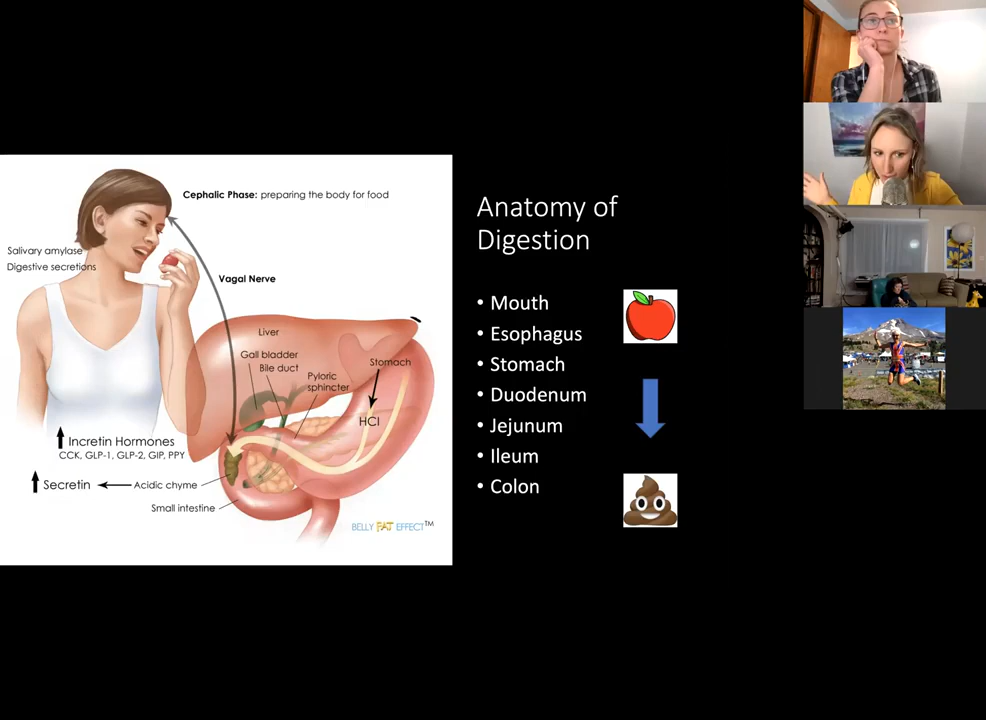 Cephalic Phase: preparing the body for food
Salivary amylase
Digestive secretions
Vagal Nerve
Liver
Gall bladder
Bile duct
Pyloric
sphincter
Stomach
HCl
Incretin Hormones
CCK, GLP-1, GLP-2, GIP, PPY
Secretin
Acidic chyme
Small intestine
BELLY FAT EFFECT™
Anatomy of
Digestion
• Mouth
• Esophagus
• Stomach
• Duodenum
• Jejunum
• Ileum
• Colon